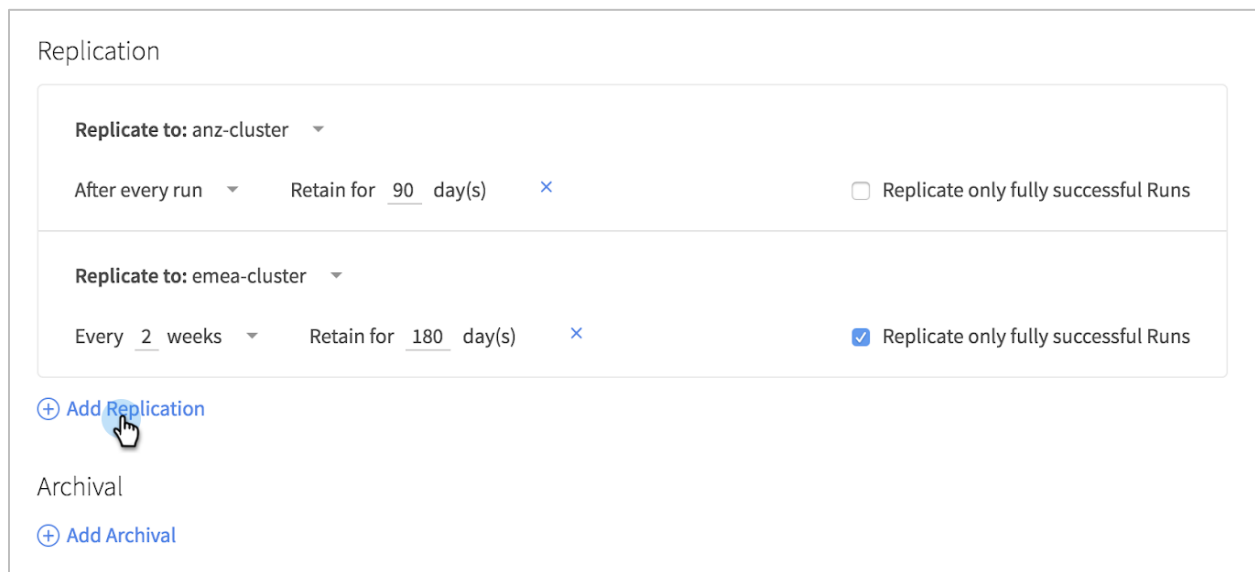 Replication
Replicate to: anz-cluster
After every run Retain for 90 day(s) Replicate only fully successful Runs
Replicate to: emea-cluster
Every 2 weeks Retain for 180 day(s) Replicate only fully successful Runs
Add Replication
Archival
Add Archival